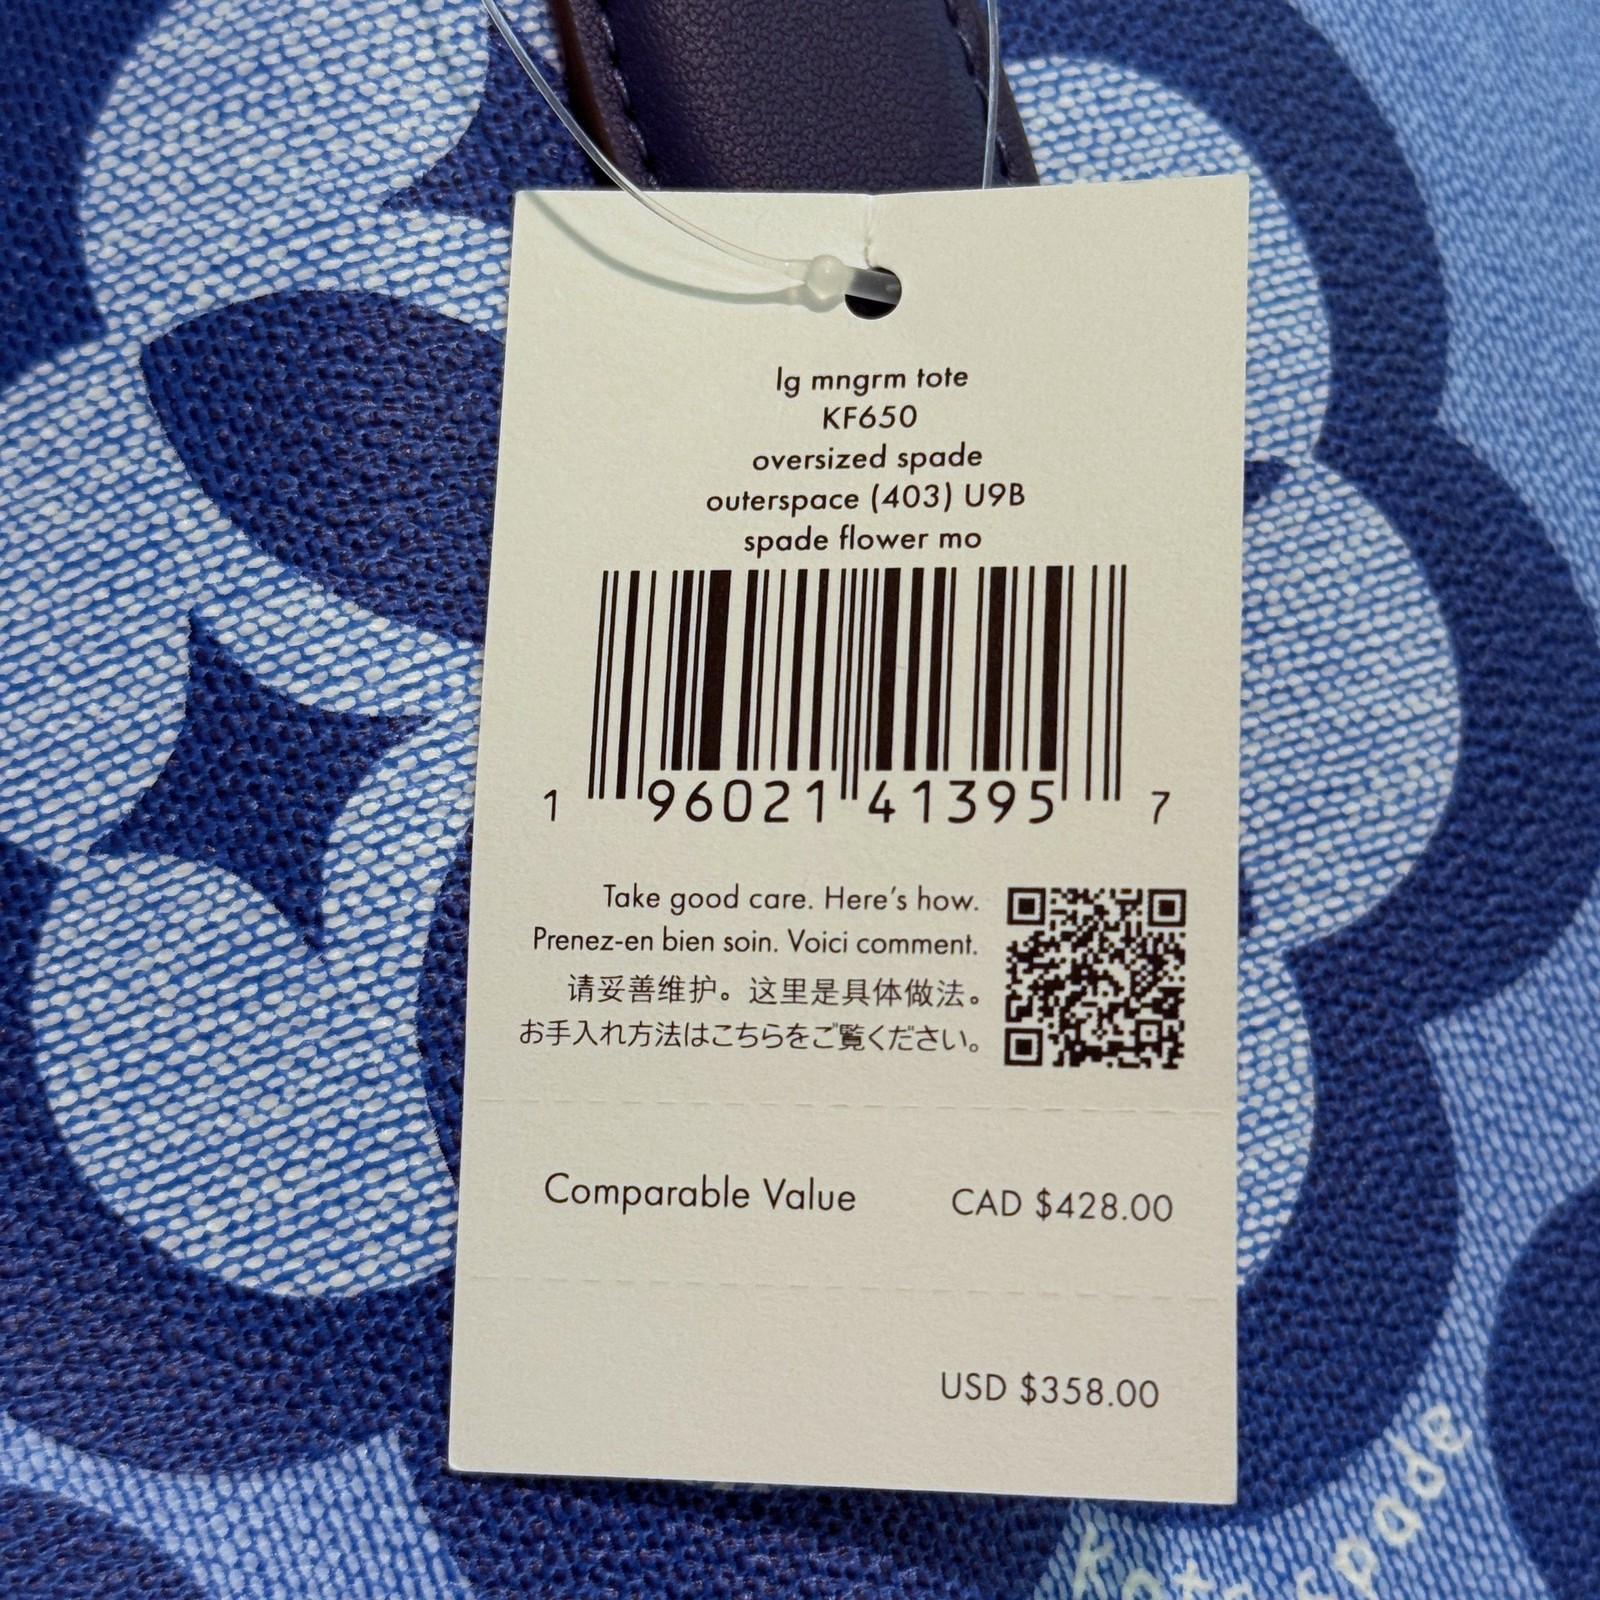 lg mngrm tote
KF650
oversized spade
outerspace (403) U9B
spade flower mo
1 96021 41395 7
Take good care. Here's how.
Prenez-en bien soin. Voici comment.
请妥善维护。这里是具体做法。
お手入れ方法はこちらをご覧ください。
Comparable Value CAD $428.00
USD $358.00
kate spade